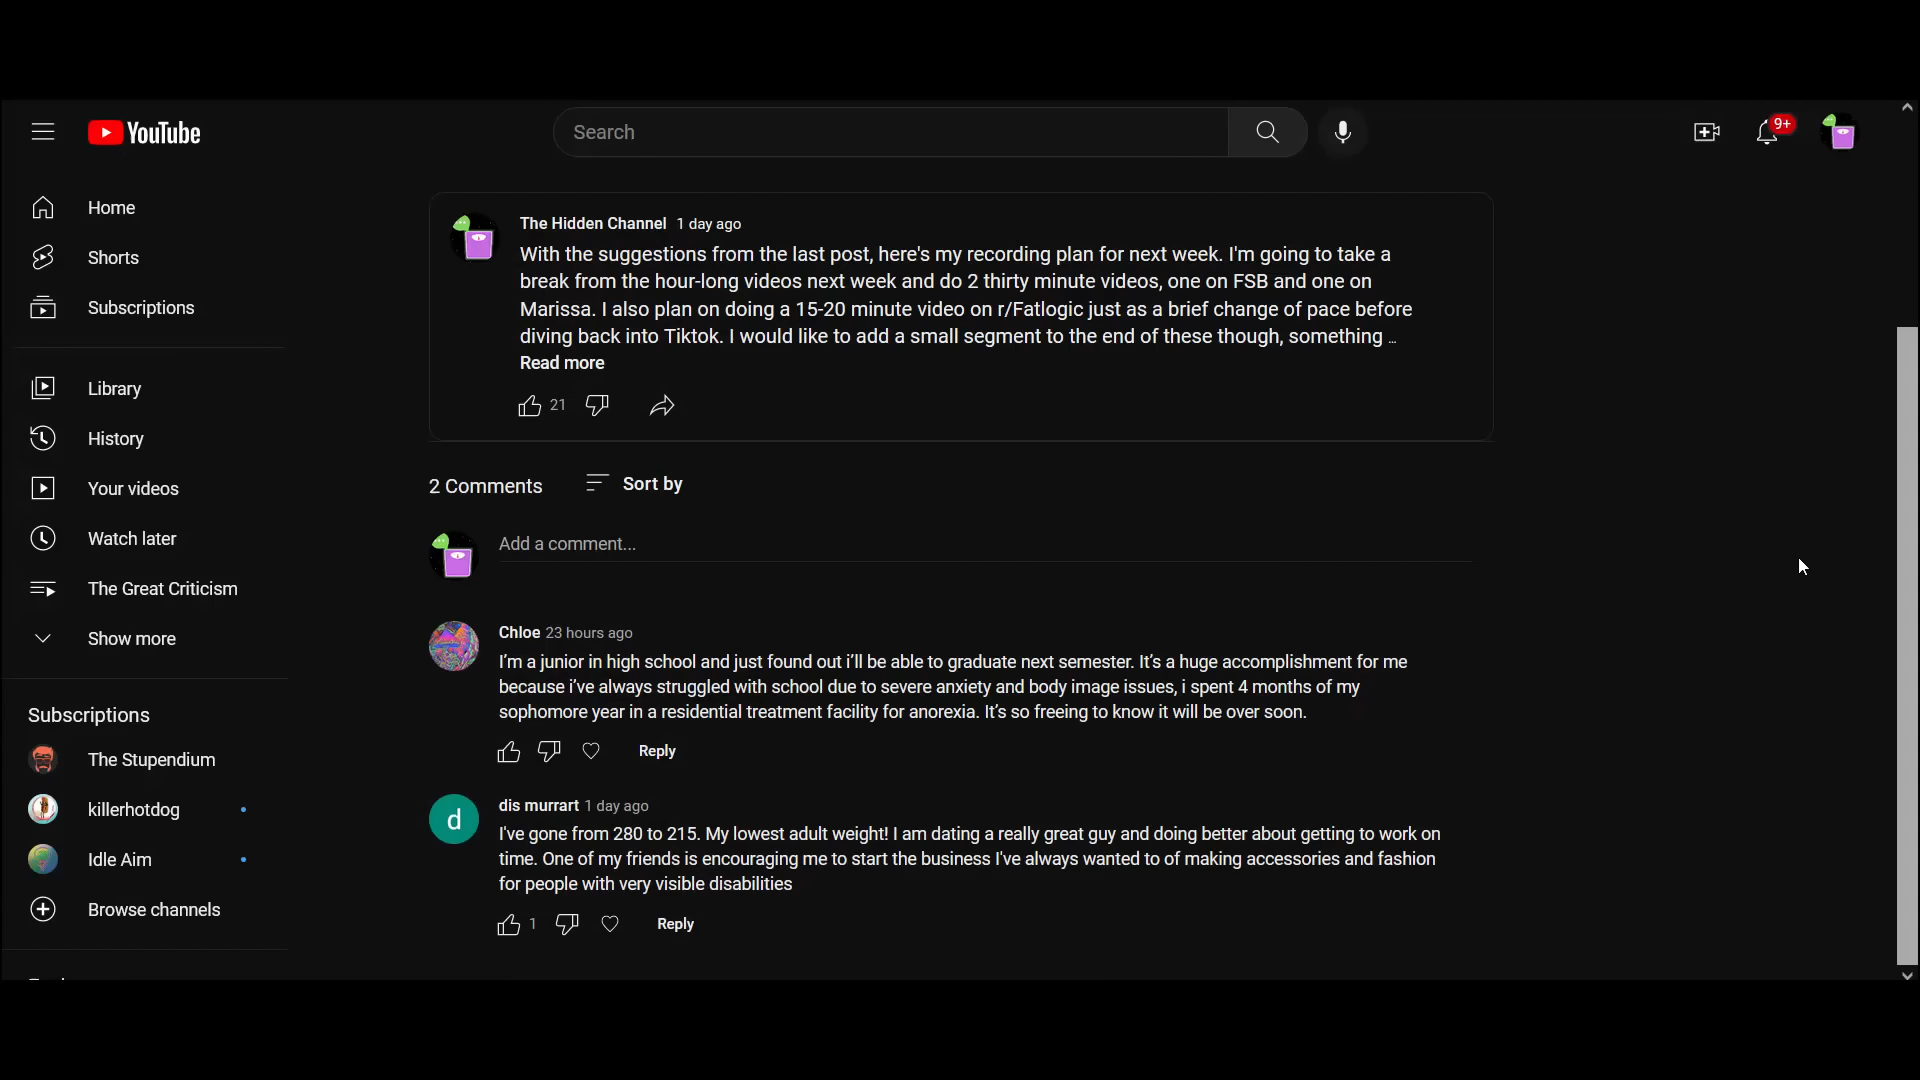 YouTube
Search
9+
Home
Shorts
Subscriptions
Library
History
Your videos
Watch later
The Great Criticism
Show more
Subscriptions
The Stupendium
killerhotdog
Idle Aim
Browse channels
The Hidden Channel 1 day ago
With the suggestions from the last post, here's my recording plan for next week. I'm going to take a
break from the hour-long videos next week and do 2 thirty minute videos, one on FSB and one on
Marissa. I also plan on doing a 15-20 minute video on r/Fatlogic just as a brief change of pace before
diving back into Tiktok. I would like to add a small segment to the end of these though, something ...
Read more
21
2 Comments Sort by
Add a comment...
Chloe 23 hours ago
I'm a junior in high school and just found out i'll be able to graduate next semester. It's a huge accomplishment for me
because i've always struggled with school due to severe anxiety and body image issues, i spent 4 months of my
sophomore year in a residential treatment facility for anorexia. It's so freeing to know it will be over soon.
Reply
dis murrart 1 day ago
d
I've gone from 280 to 215. My lowest adult weight! I am dating a really great guy and doing better about getting to work on
time. One of my friends is encouraging me to start the business I've always wanted to of making accessories and fashion
for people with very visible disabilities
1 Reply